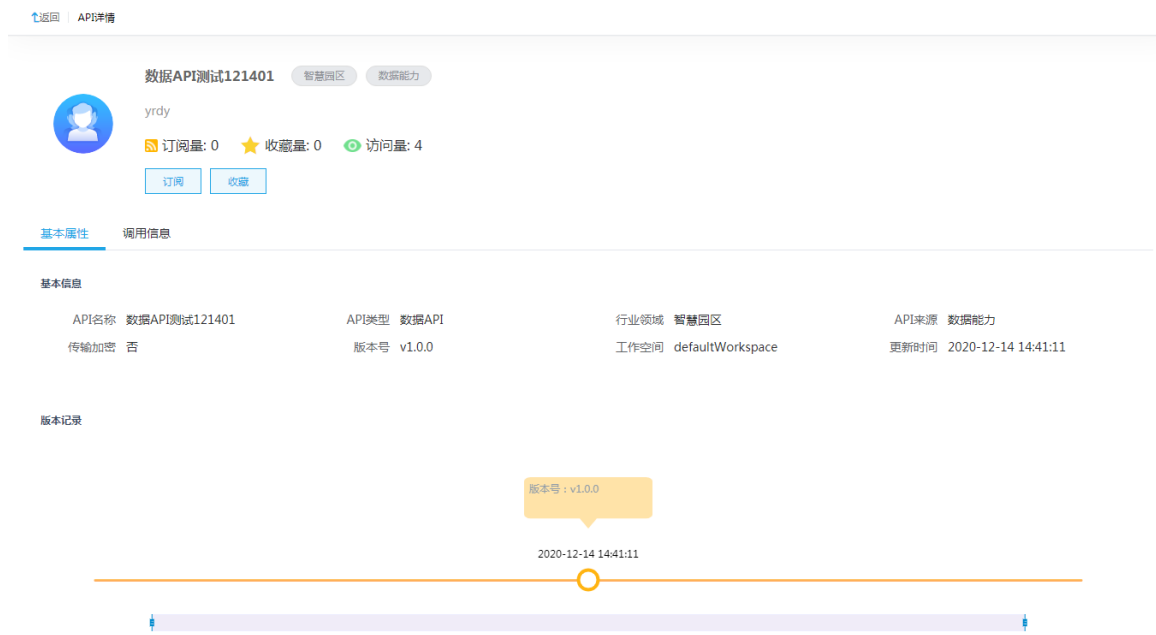 返回 API详情
数据API测试121401 智慧园区 数据能力
yrdy
订阅量: 0 收藏量: 0 访问量: 4
订阅 收藏
基本属性 调用信息
基本信息
API名称 数据API测试121401 API类型 数据API 行业领域 智慧园区 API来源 数据能力
传输加密 否 版本号 v1.0.0 工作空间 defaultWorkspace 更新时间 2020-12-14 14:41:11
版本记录
版本号：v1.0.0
2020-12-14 14:41:11